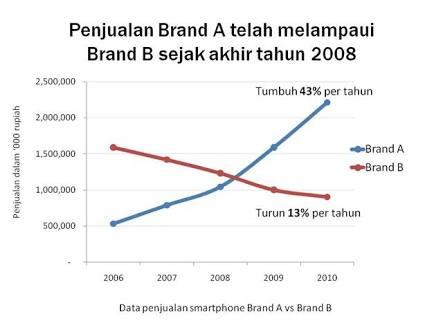 Penjualan Brand A telah melampaui
Brand B sejak akhir tahun 2008
Penjualan dalam '000 rupiah
2,500,000
2,000,000
1,500,000
1,000,000
500,000
-
Tumbuh 43% per tahun
Turun 13% per tahun
Brand A
Brand B
2006 2007 2008 2009 2010
Data penjualan smartphone Brand A vs Brand B